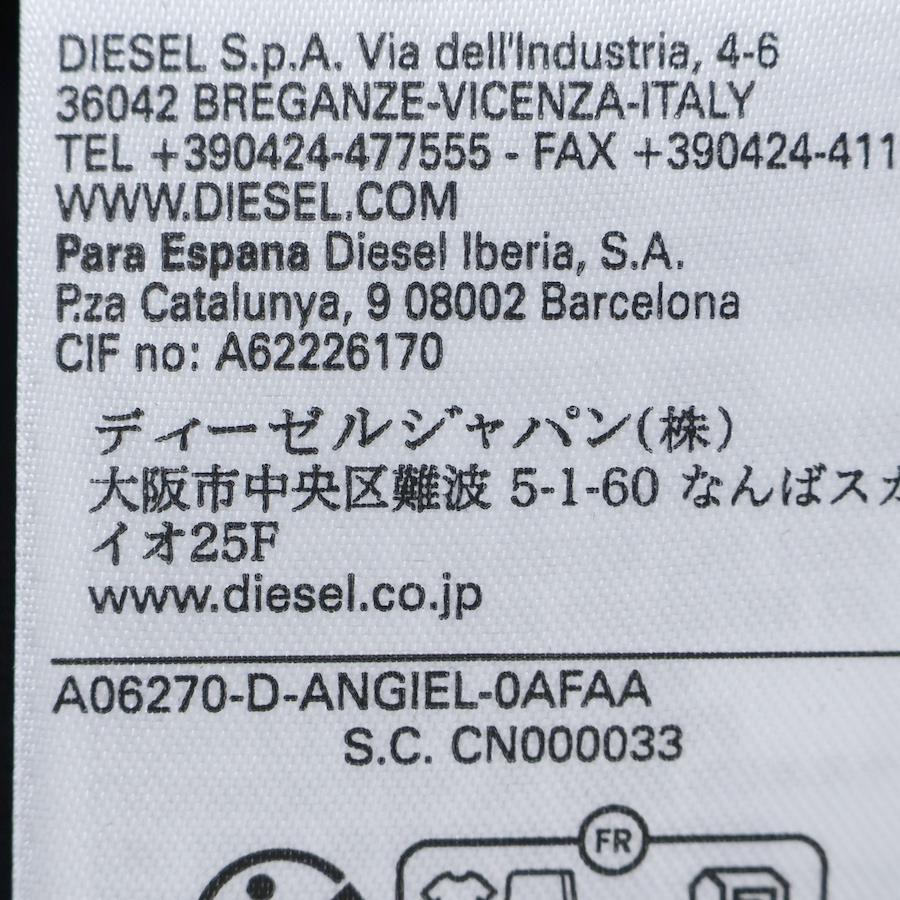 DIESEL S.p.A. Via dell'Industria, 4-6
36042 BREGANZE-VICENZA-ITALY
TEL +390424-477555 - FAX +390424-411
WWW.DIESEL.COM
Para Espana Diesel Iberia, S.A.
P.za Catalunya, 9 08002 Barcelona
CIF no: A62226170
ディーゼルジャパン(株)
大阪市中央区難波 5-1-60 なんばスカ
イオ25F
www.diesel.co.jp
A06270-D-ANGIEL-0AFAA
S.C. CN000033
FR